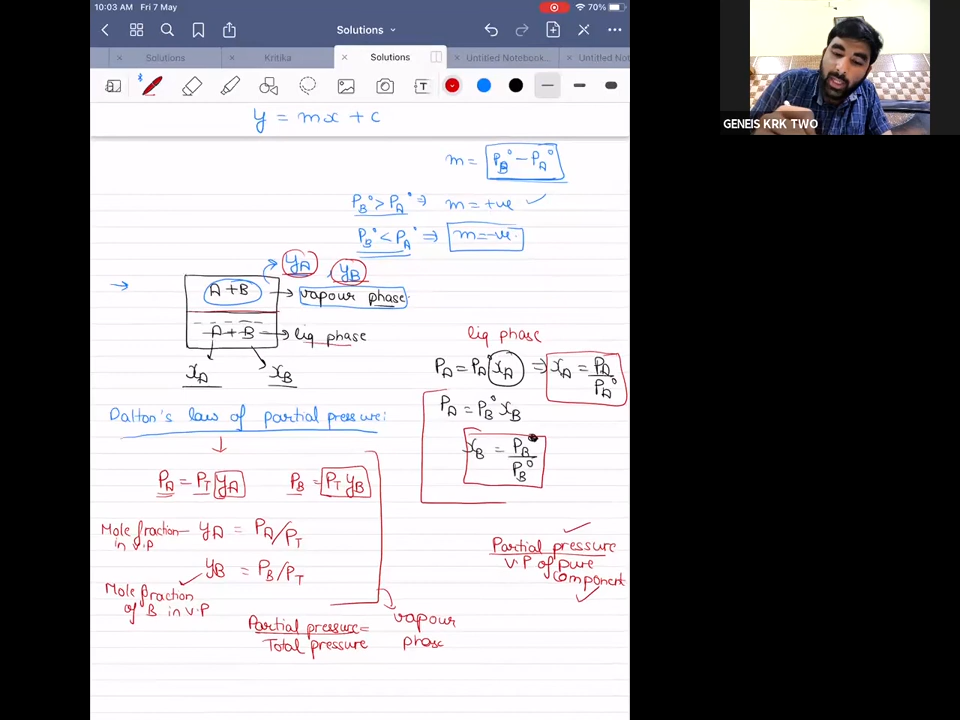 10:03 AM Fri 7 May
70%
Solutions
Solutions
Kritika
Solutions
Untitled Notebook...
Untitled Not
GENEIS KRK TWO
y = mx + c
m = P_B° - P_A°
P_B° > P_A° ⇒ m = +ve ✓
P_B° < P_A° ⇒ m = -ve.
→ y_A, y_B
A + B → vapour phase.
A + B → liq phase
x_A x_B
liq phase
P_A = P_A° x_A ⇒ x_A = P_A / P_A°
P_A = P_B° x_B
x_B = P_B / P_B°
Dalton's law of partial pressure:
P_A = P_T y_A P_B = P_T y_B
Mole fraction in V.P y_A = P_A/P_T
y_B = P_B/P_T
Mole fraction of B in V.P
Partial pressure =
Total pressure
vapour
phase
Partial pressure
V.P of pure
component